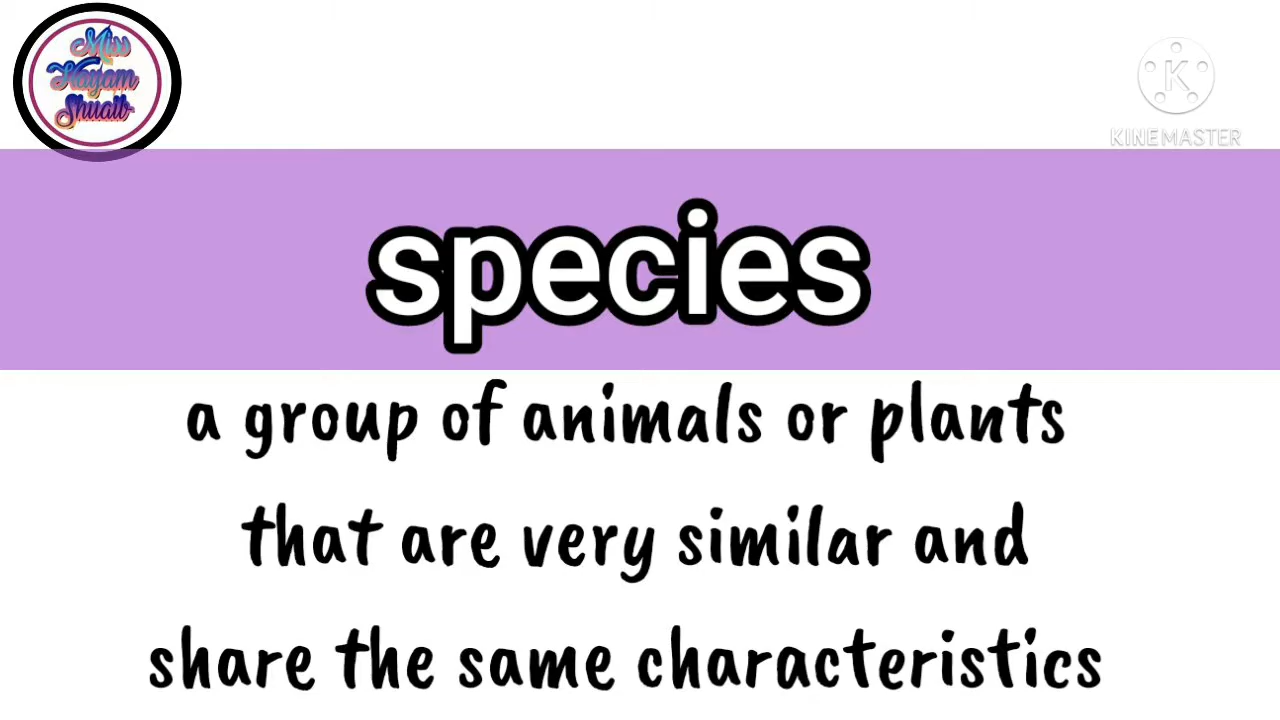 Miss
Kayam
Shuaib
K
KINEMASTER
species
a group of animals or plants
that are very similar and
share the same characteristics